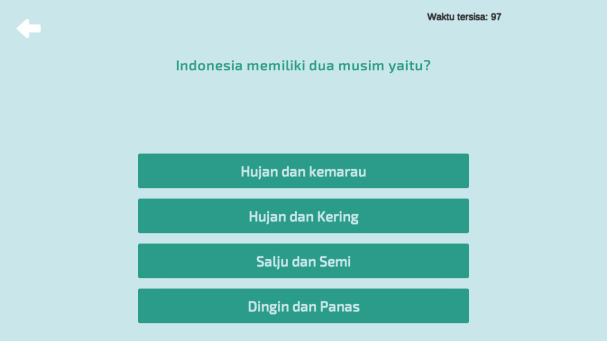 Waktu tersisa: 97
Indonesia memiliki dua musim yaitu?
Hujan dan kemarau
Hujan dan Kering
Salju dan Semi
Dingin dan Panas